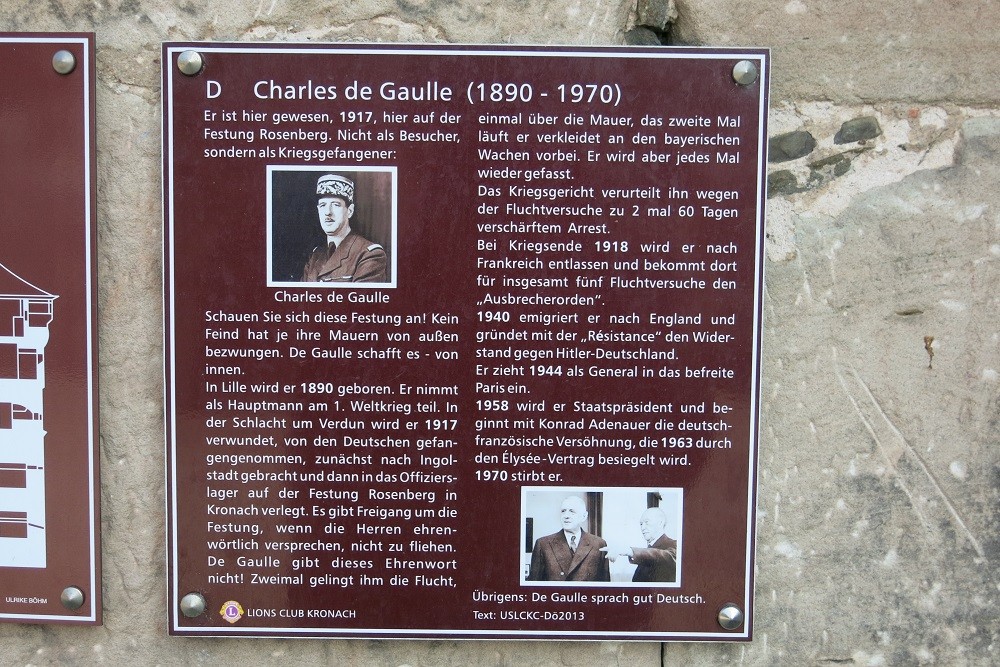 D Charles de Gaulle (1890 - 1970)
Er ist hier gewesen, 1917, hier auf der
Festung Rosenberg. Nicht als Besucher,
sondern als Kriegsgefangener:
Charles de Gaulle
Schauen Sie sich diese Festung an! Kein
Feind hat je ihre Mauern von außen
bezwungen. De Gaulle schafft es - von
innen.
In Lille wird er 1890 geboren. Er nimmt
als Hauptmann am 1. Weltkrieg teil. In
der Schlacht um Verdun wird er 1917
verwundet, von den Deutschen gefan-
gengenommen, zunächst nach Ingol-
stadt gebracht und dann in das Offiziers-
lager auf der Festung Rosenberg in
Kronach verlegt. Es gibt Freigang um die
Festung, wenn die Herren ehren-
wörtlich versprechen, nicht zu fliehen.
De Gaulle gibt dieses Ehrenwort
nicht! Zweimal gelingt ihm die Flucht,
einmal über die Mauer, das zweite Mal
läuft er verkleidet an den bayerischen
Wachen vorbei. Er wird aber jedes Mal
wieder gefasst.
Das Kriegsgericht verurteilt ihn wegen
der Fluchtversuche zu 2 mal 60 Tagen
verschärftem Arrest.
Bei Kriegsende 1918 wird er nach
Frankreich entlassen und bekommt dort
für insgesamt fünf Fluchtversuche den
„Ausbrecherorden“.
1940 emigriert er nach England und
gründet mit der „Résistance“ den Wider-
stand gegen Hitler-Deutschland.
Er zieht 1944 als General in das befreite
Paris ein.
1958 wird er Staatspräsident und be-
ginnt mit Konrad Adenauer die deutsch-
französische Versöhnung, die 1963 durch
den Élysée-Vertrag besiegelt wird.
1970 stirbt er.
Übrigens: De Gaulle sprach gut Deutsch.
Text: USLCKC-Dö2013
LIONS CLUB KRONACH
ULRIKE BÖHM